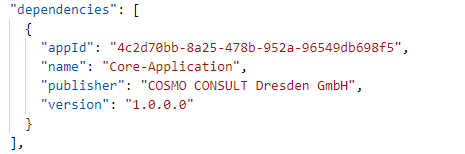 "dependencies": [
{
"appId": "4c2d70bb-8a25-478b-952a-96549db698f5",
"name": "Core-Application",
"publisher": "COSMO CONSULT Dresden GmbH",
"version": "1.0.0.0"
}
],